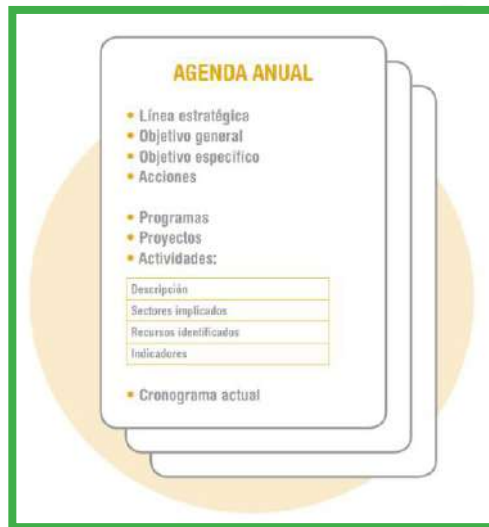 AGENDA ANUAL
• Línea estratégica
• Objetivo general
• Objetivo específico
• Acciones
• Programas
• Proyectos
• Actividades:
Descripción
Sectores implicados
Recursos identificados
Indicadores
• Cronograma actual